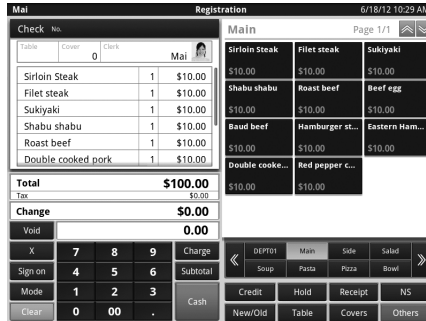 Mai Registration 6/18/12 10:29 AM
Check No.
Table Cover 0 Clerk Mai
Sirloin Steak 1 $10.00
Filet steak 1 $10.00
Sukiyaki 1 $10.00
Shabu shabu 1 $10.00
Roast beef 1 $10.00
Double cooked pork 1 $10.00
Total $100.00
Tax $0.00
Change $0.00
Void 0.00
X 7 8 9 Charge
Sign on 4 5 6 Subtotal
Mode 1 2 3 Cash
Clear 0 00 .
Main Page 1/1
Sirloin Steak Filet steak Sukiyaki
$10.00 $10.00 $10.00
Shabu shabu Roast beef Beef egg
$10.00 $10.00 $10.00
Baud beef Hamburger st... Eastern Ham...
$10.00 $10.00 $10.00
Double cooke... Red pepper c...
$10.00 $10.00
DEPT01 Main Side Salad
Soup Pasta Pizza Bowl
Credit Hold Receipt NS
New/Old Table Covers Others